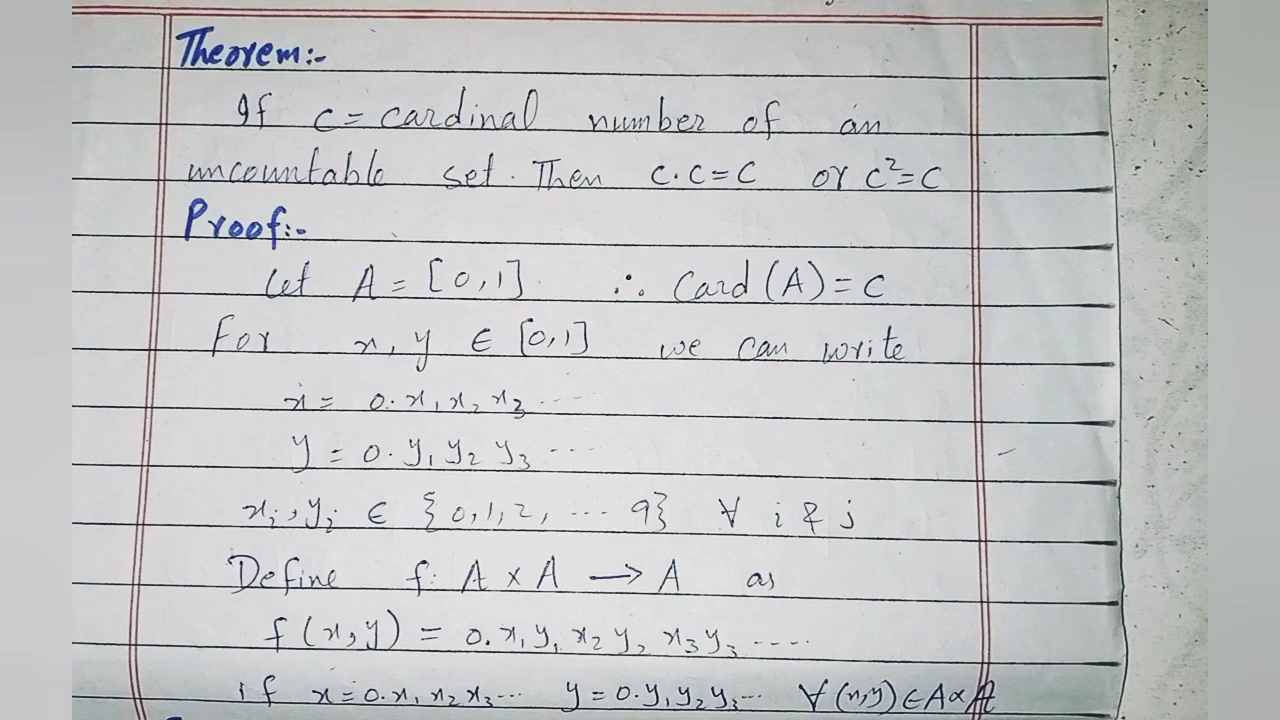 Theorem:-
If c = cardinal number of an
uncountable set. Then c.c=c or c²=c
Proof:-
Let A = [0,1]. ∴ Card (A) = c
For x, y ∈ [0,1] we can write
x = 0.x₁x₂x₃....
y = 0.y₁y₂y₃...
xᵢ,yⱼ ∈ {0,1,2,...9} ∀ i & j
Define f: A × A → A as
f(x,y) = 0.x₁y₁x₂y₂x₃y₃.....
if x=0.x₁x₂x₃... y=0.y₁y₂y₃... ∀(x,y)∈A×A